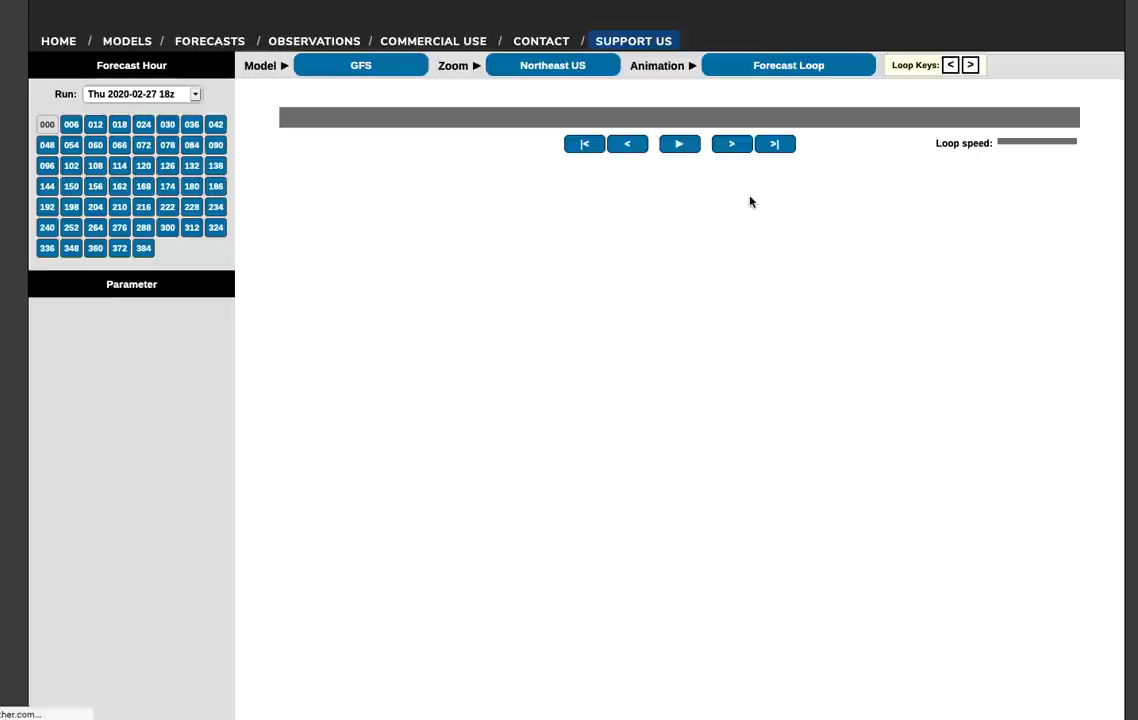 HOME / MODELS / FORECASTS / OBSERVATIONS / COMMERCIAL USE / CONTACT / SUPPORT US
Forecast Hour
Model ▶ GFS Zoom ▶ Northeast US Animation ▶ Forecast Loop Loop Keys: < >
Run: Thu 2020-02-27 18z
000 006 012 018 024 030 036 042
048 054 060 066 072 078 084 090
096 102 108 114 120 126 132 138
144 150 156 162 168 174 180 186
192 198 204 210 216 222 228 234
240 252 264 276 288 300 312 324
336 348 360 372 384
|< < ▶ > >| Loop speed:
Parameter
ther.com...